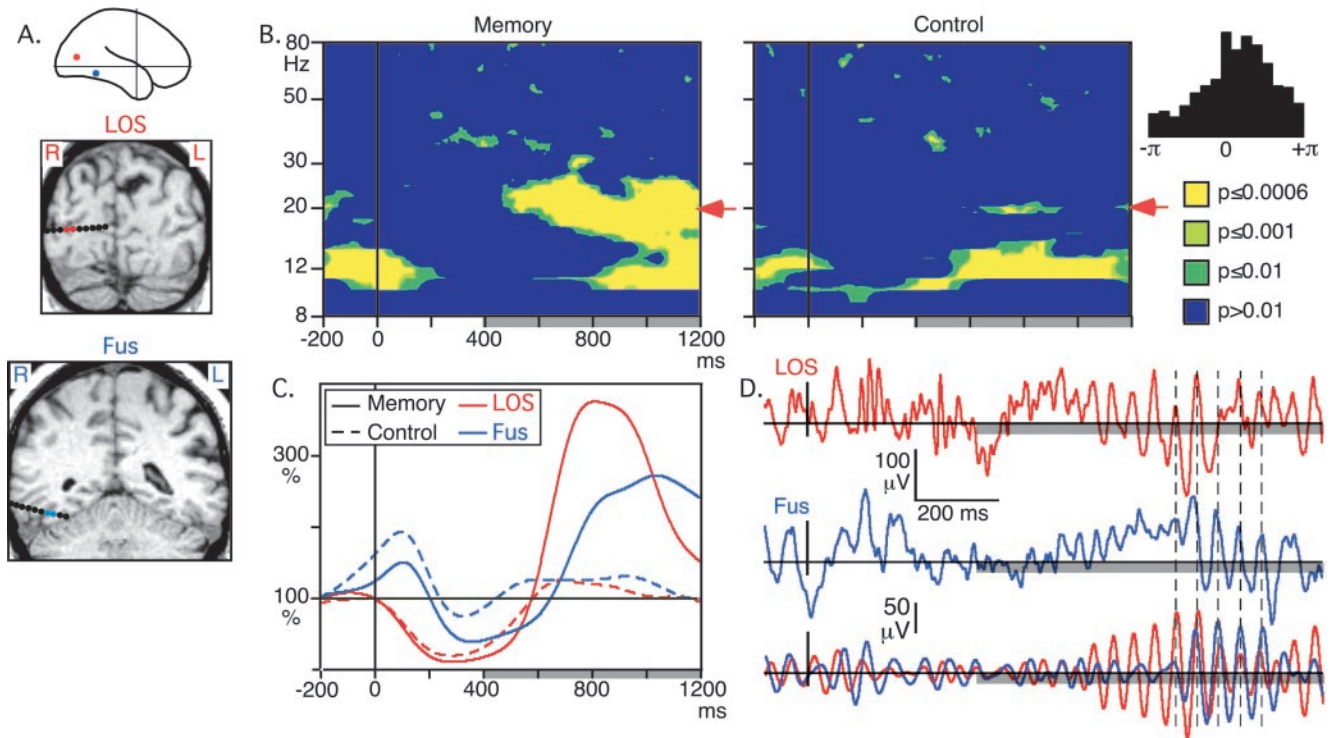 A.
LOS
R L
Fus
R L
B.
Memory
Control
80
Hz
50
30
20
12
8
-200 0 400 800 1200
ms
-π 0 +π
p≤0.0006
p≤0.001
p≤0.01
p>0.01
C.
Memory LOS
Control Fus
300
%
100
%
-200 0 400 800 1200
ms
D.
LOS
100
μV
200 ms
Fus
50
μV